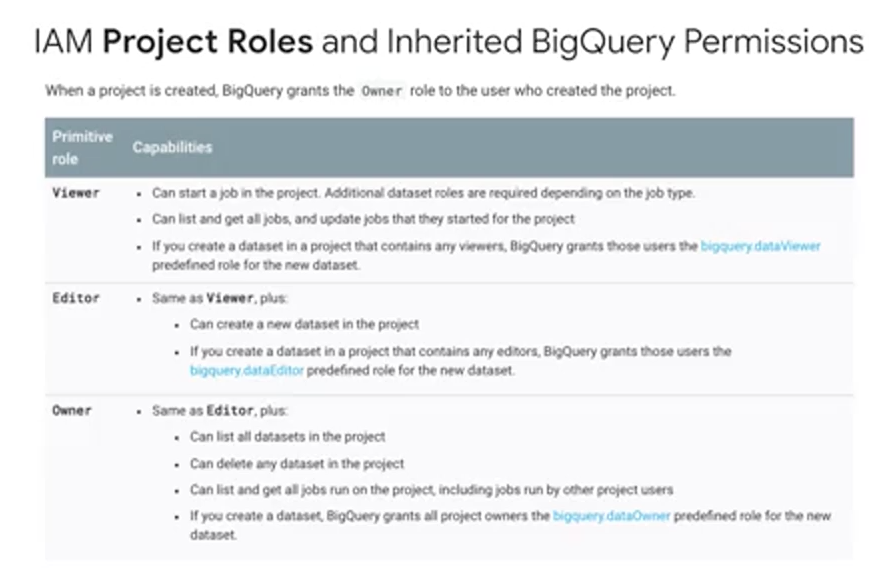 IAM Project Roles and Inherited BigQuery Permissions
When a project is created, BigQuery grants the Owner role to the user who created the project.
Primitive
role
Capabilities
Viewer
• Can start a job in the project. Additional dataset roles are required depending on the job type.
• Can list and get all jobs, and update jobs that they started for the project
• If you create a dataset in a project that contains any viewers, BigQuery grants those users the bigquery.dataViewer
predefined role for the new dataset.
Editor
• Same as Viewer, plus:
• Can create a new dataset in the project
• If you create a dataset in a project that contains any editors, BigQuery grants those users the
bigquery.dataEditor predefined role for the new dataset.
Owner
• Same as Editor, plus:
• Can list all datasets in the project
• Can delete any dataset in the project
• Can list and get all jobs run on the project, including jobs run by other project users
• If you create a dataset, BigQuery grants all project owners the bigquery.dataOwner predefined role for the new
dataset.